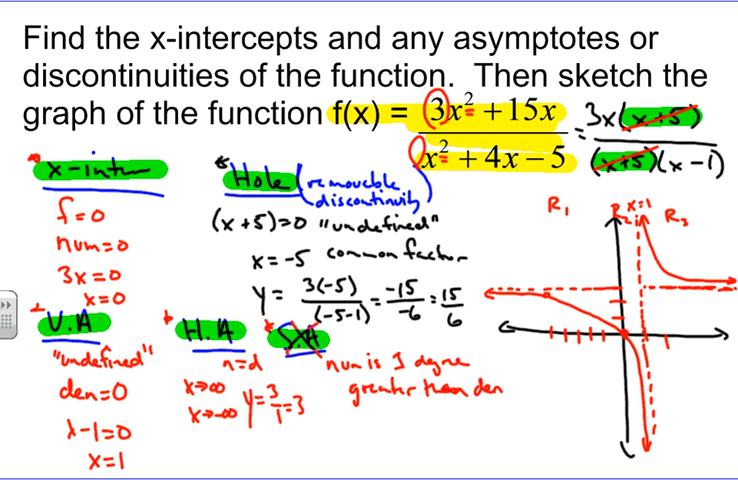 Find the x-intercepts and any asymptotes or
discontinuities of the function. Then sketch the
graph of the function f(x) = (3x² + 15x)/(x² + 4x − 5) = 3x(x+5)/((x+5)(x−1))
x-inter
f=0
num=0
3x=0
x=0
Hole (removable
discontinuity)
(x+5)=0 "undefined"
x=-5 common factor
y = 3(-5)/(-5-1) = -15/-6 = 15/6
V.A
"undefined"
den=0
x-1=0
x=1
H.A
n=d
x→∞
x→-∞
y=3/1=3
S.A
num is 1 degree
greater than den
R₁
R₂
x=1
R₃